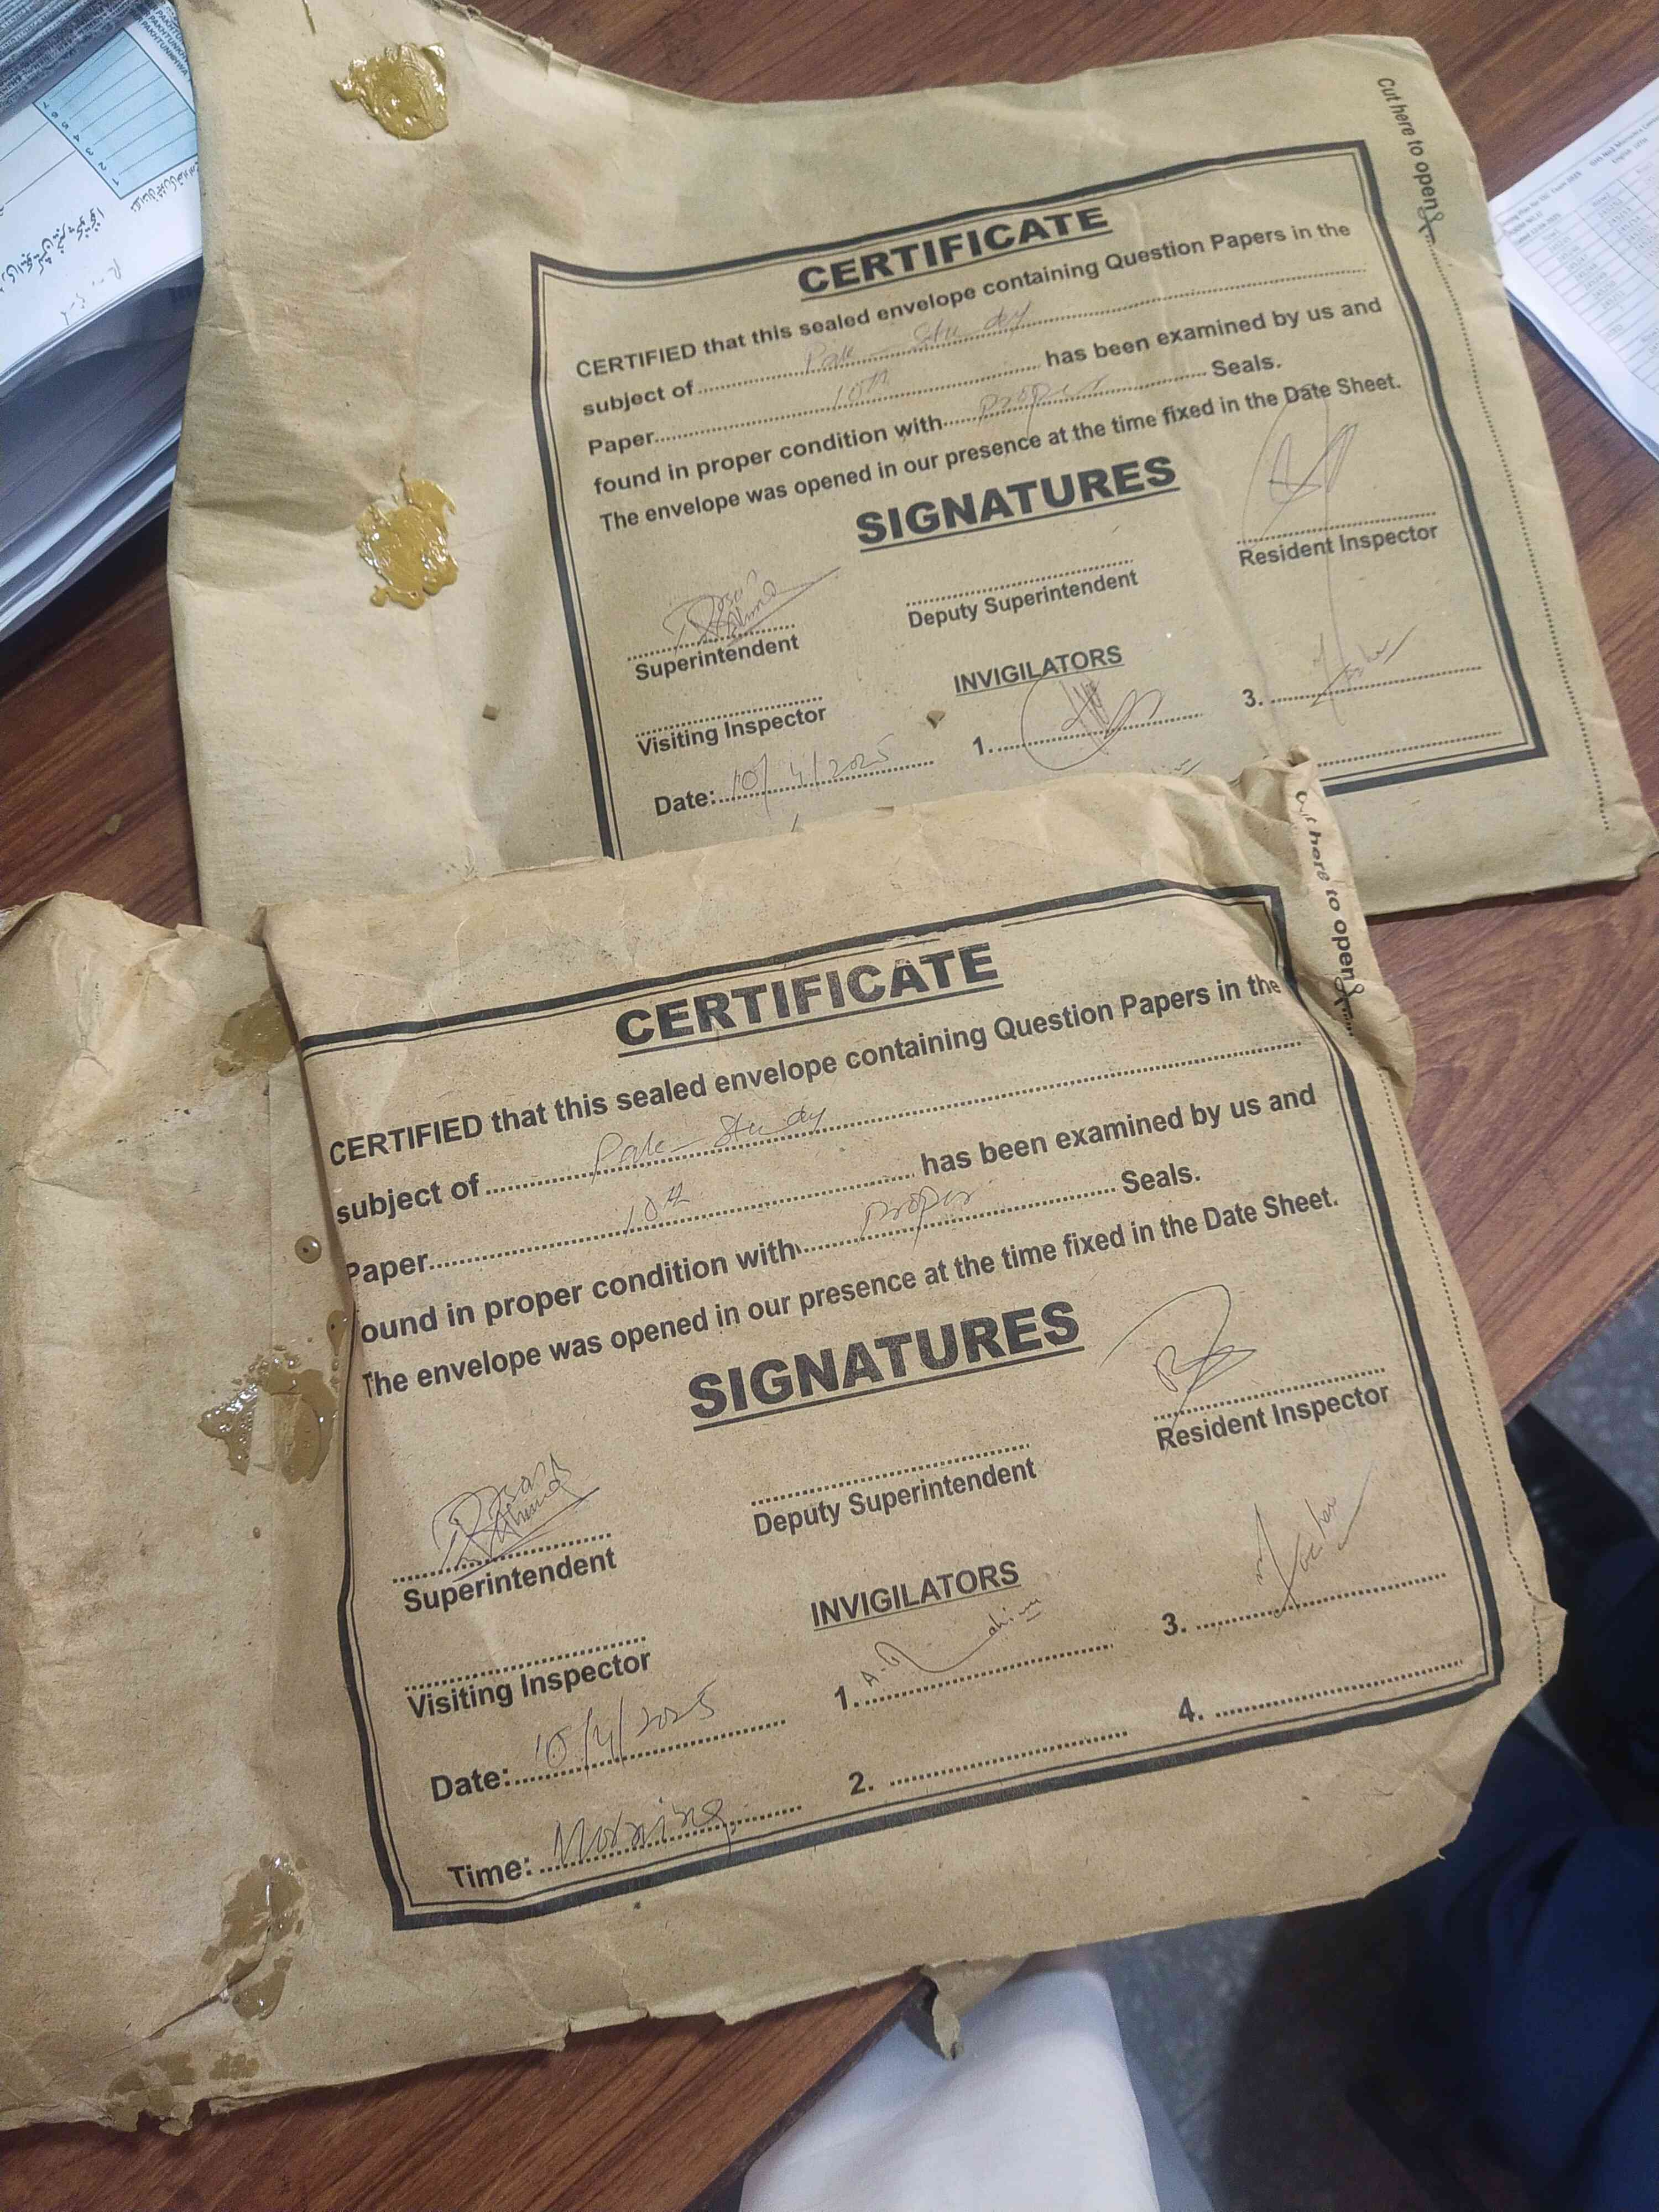 PAKHTUNKHWA
Cut here to open
CERTIFICATE
CERTIFIED that this sealed envelope containing Question Papers in the
subject of Pak-Study
Paper 10th has been examined by us and
found in proper condition with proper Seals.
The envelope was opened in our presence at the time fixed in the Date Sheet.
SIGNATURES
Resident Inspector
Deputy Superintendent
Superintendent
INVIGILATORS
Visiting Inspector
1.
3.
Date: 10/4/2025
Cut here to open
CERTIFICATE
CERTIFIED that this sealed envelope containing Question Papers in the
subject of Pak-Study
Paper 10th has been examined by us and
ound in proper condition with proper Seals.
The envelope was opened in our presence at the time fixed in the Date Sheet.
SIGNATURES
Resident Inspector
Deputy Superintendent
Superintendent
INVIGILATORS
Visiting Inspector
1.
3.
Date: 10/4/2025
2.
4.
Time: Morning